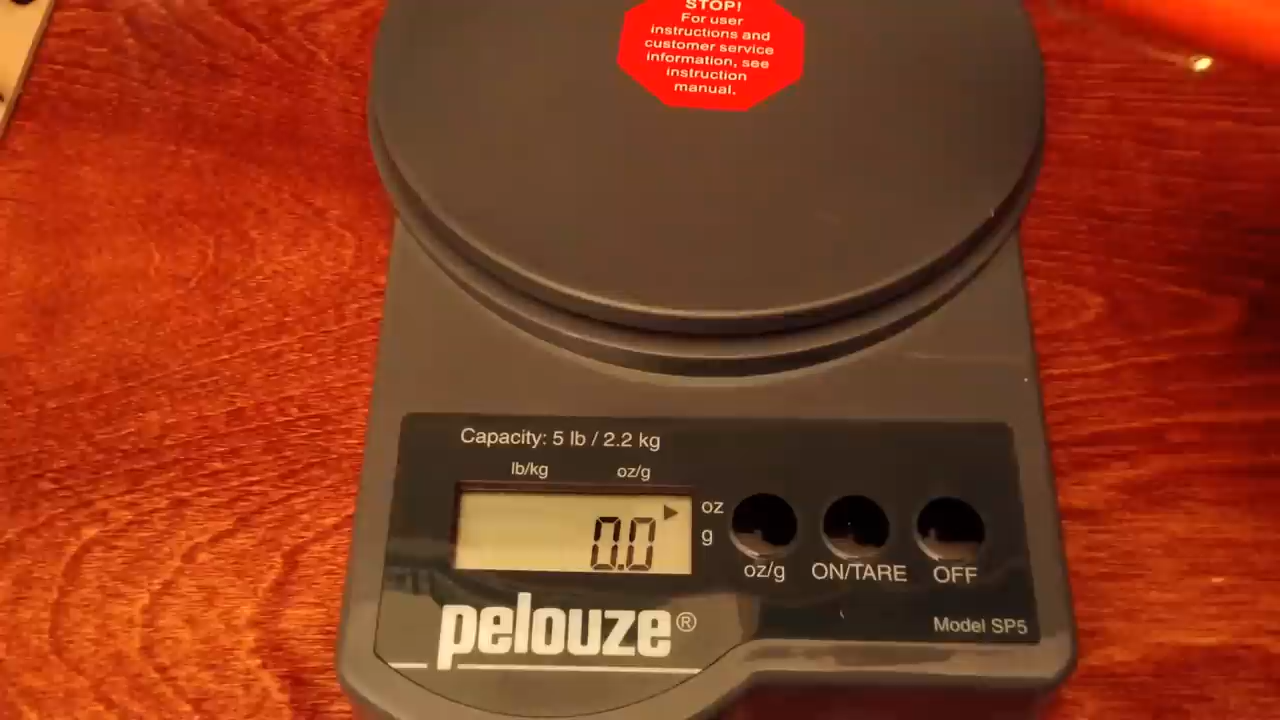 STOP!
For user
instructions and
customer service
information, see
instruction
manual.
Capacity: 5 lb / 2.2 kg
lb/kg oz/g
0.0
oz
g
oz/g ON/TARE OFF
pelouze®
Model SP5